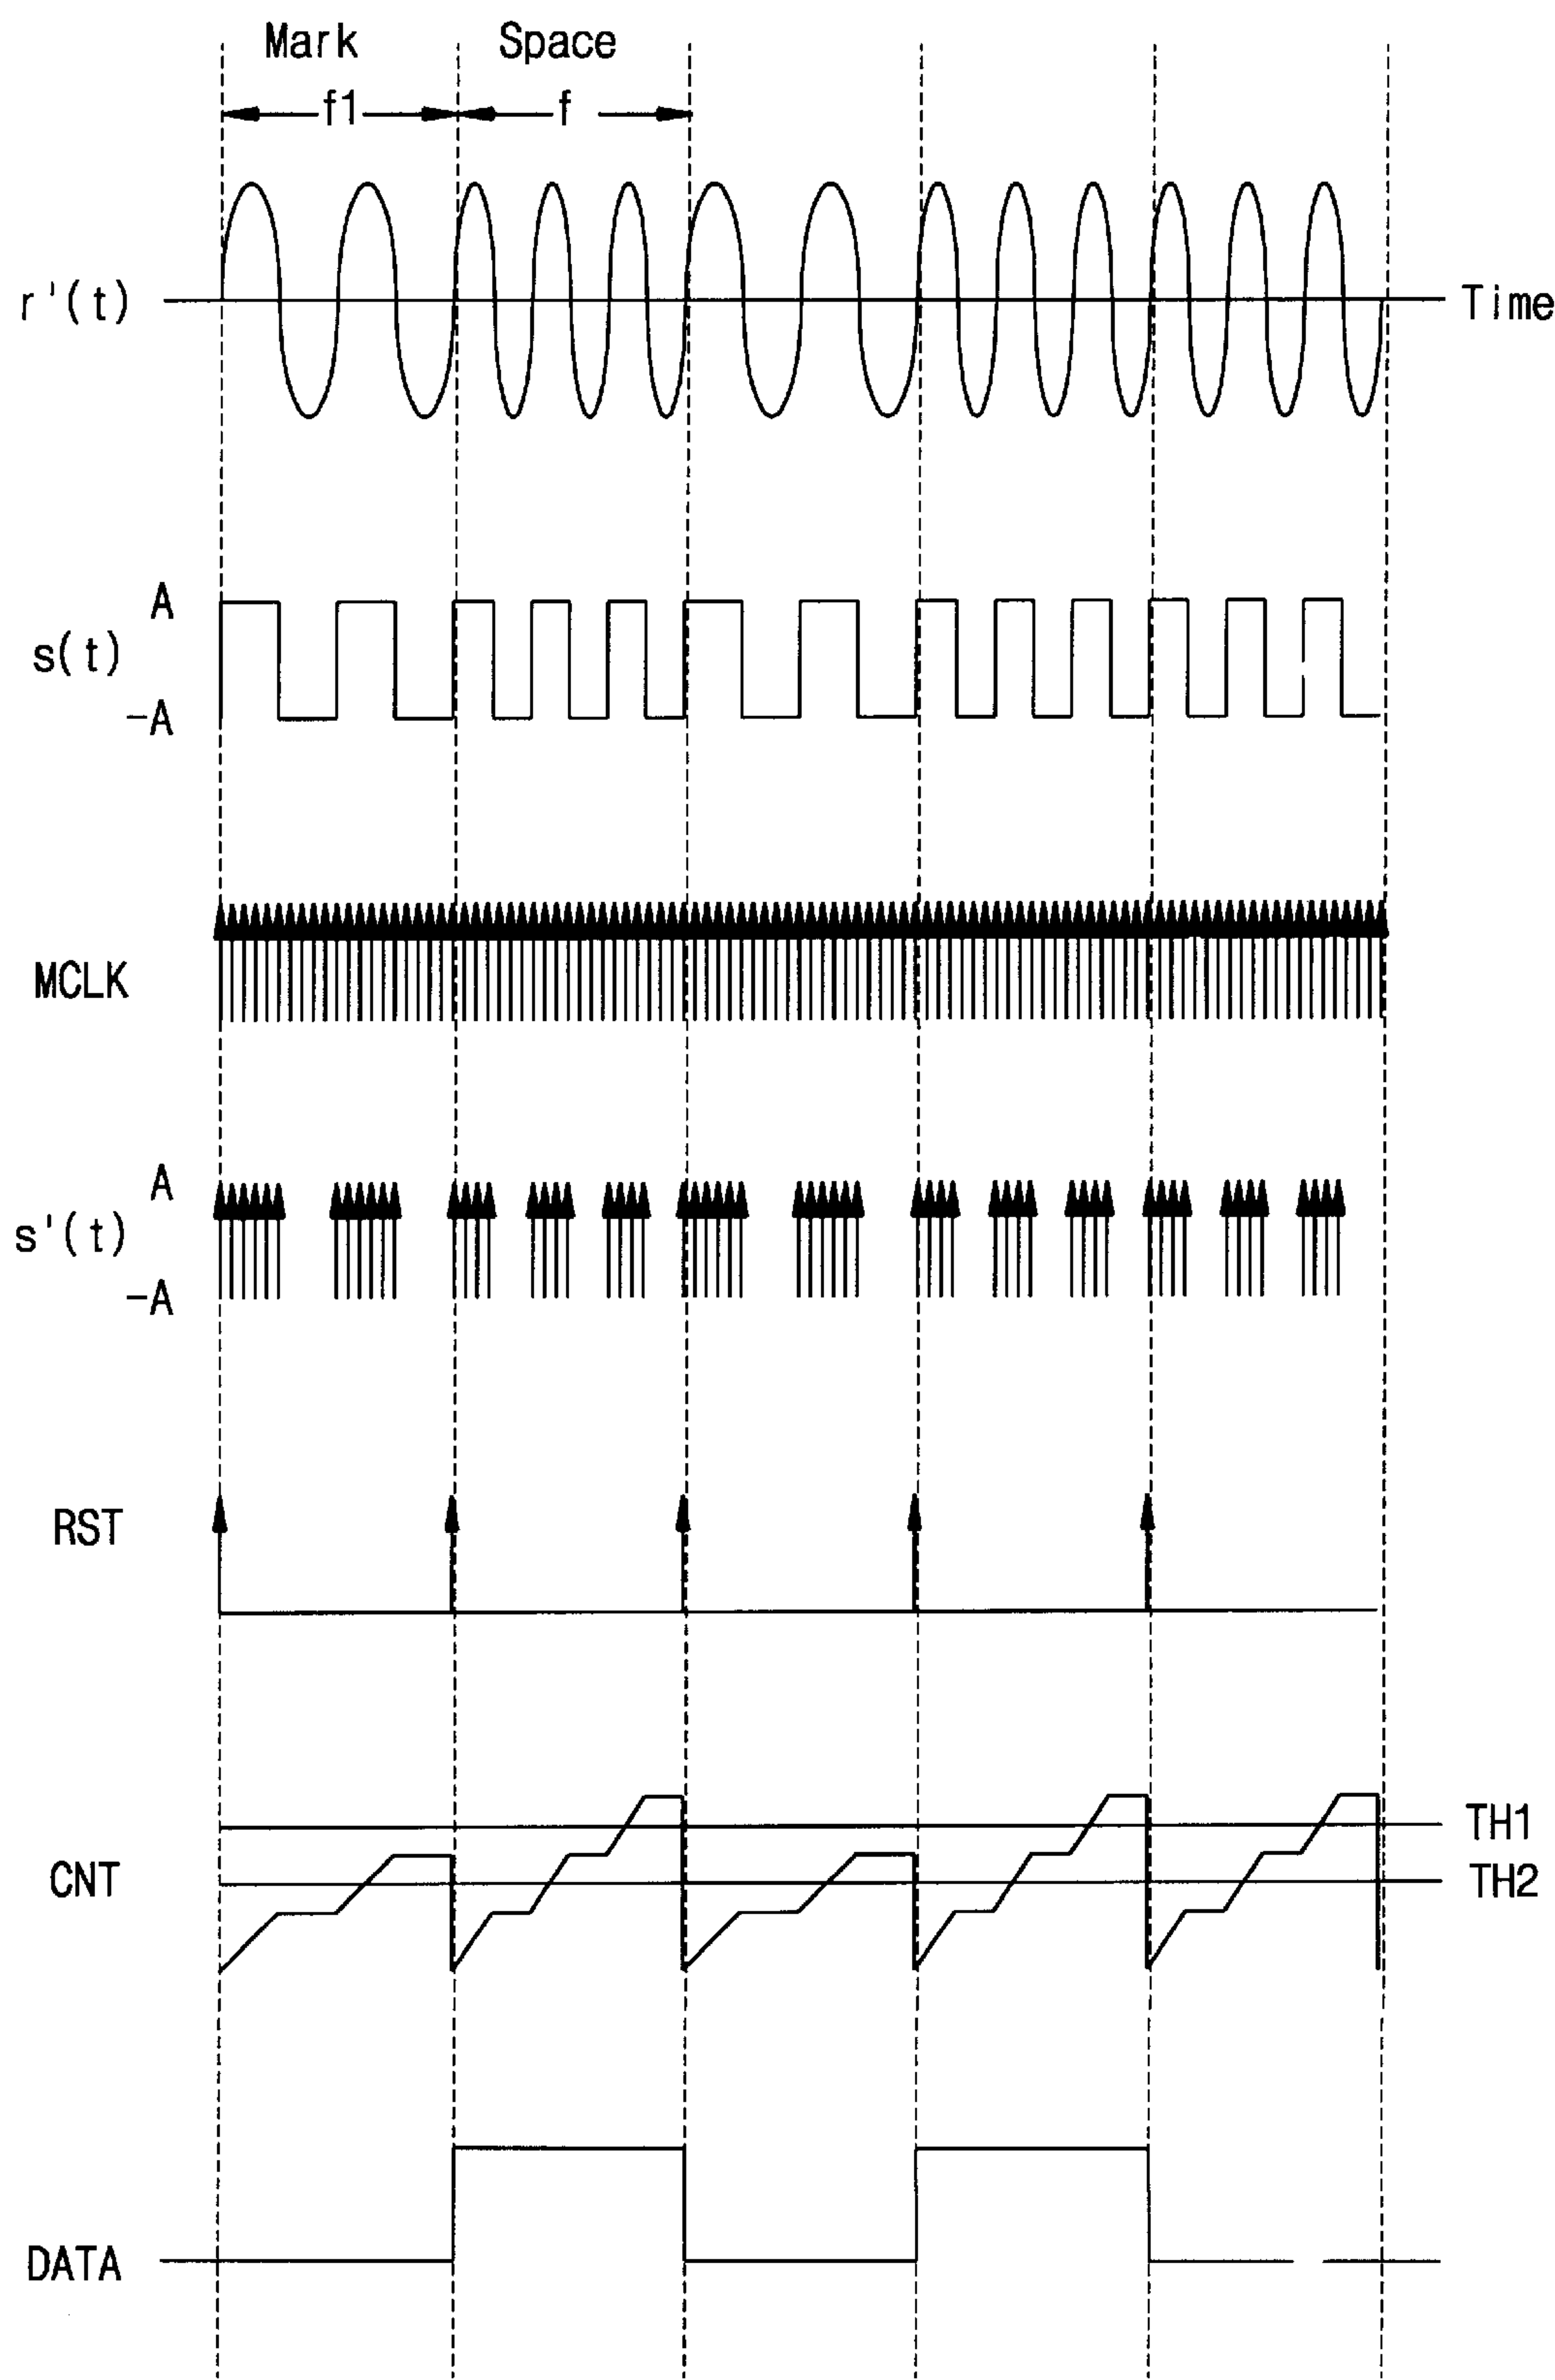 Mark Space
f1 f
r'(t) Time
A
s(t)
-A
MCLK
A
s'(t)
-A
RST
TH1
CNT TH2
DATA